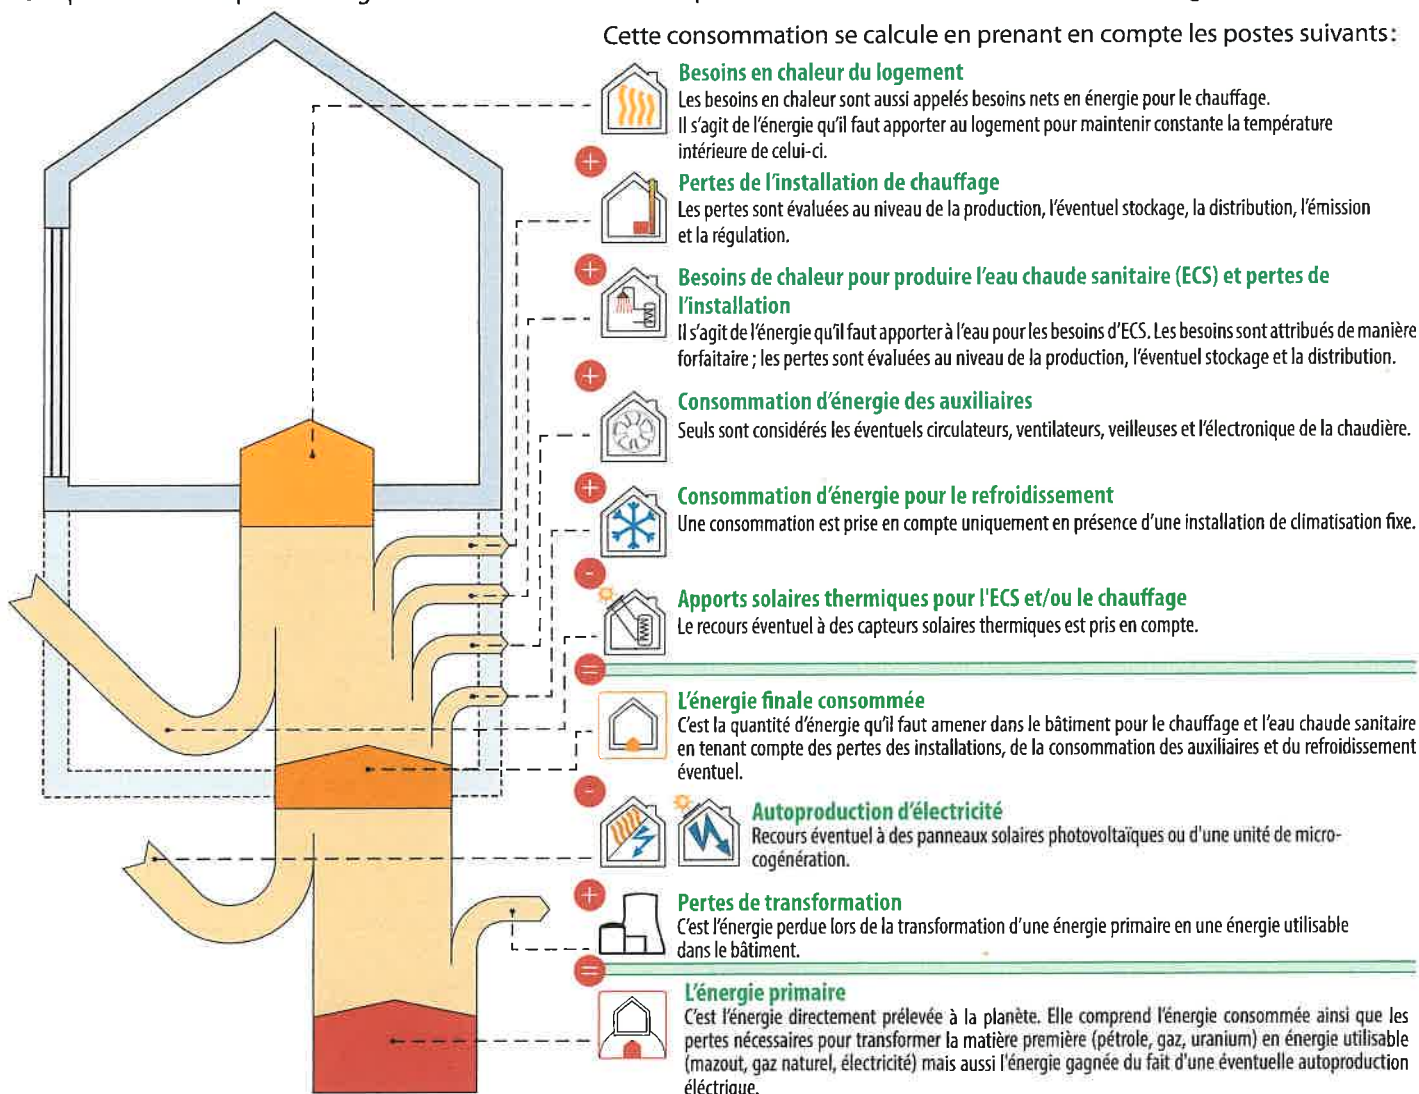 Cette consommation se calcule en prenant en compte les postes suivants :
Besoins en chaleur du logement
Les besoins en chaleur sont aussi appelés besoins nets en énergie pour le chauffage.
Il s'agit de l'énergie qu'il faut apporter au logement pour maintenir constante la température
intérieure de celui-ci.
+
Pertes de l'installation de chauffage
Les pertes sont évaluées au niveau de la production, l'éventuel stockage, la distribution, l'émission
et la régulation.
+
Besoins de chaleur pour produire l'eau chaude sanitaire (ECS) et pertes de
l'installation
Il s'agit de l'énergie qu'il faut apporter à l'eau pour les besoins d'ECS. Les besoins sont attribués de manière
forfaitaire ; les pertes sont évaluées au niveau de la production, l'éventuel stockage et la distribution.
+
Consommation d'énergie des auxiliaires
Seuls sont considérés les éventuels circulateurs, ventilateurs, veilleuses et l'électronique de la chaudière.
+
Consommation d'énergie pour le refroidissement
Une consommation est prise en compte uniquement en présence d'une installation de climatisation fixe.
-
Apports solaires thermiques pour l'ECS et/ou le chauffage
Le recours éventuel à des capteurs solaires thermiques est pris en compte.
=
L'énergie finale consommée
C'est la quantité d'énergie qu'il faut amener dans le bâtiment pour le chauffage et l'eau chaude sanitaire
en tenant compte des pertes des installations, de la consommation des auxiliaires et du refroidissement
éventuel.
-
Autoproduction d'électricité
Recours éventuel à des panneaux solaires photovoltaïques ou d'une unité de micro-
cogénération.
+
Pertes de transformation
C'est l'énergie perdue lors de la transformation d'une énergie primaire en une énergie utilisable
dans le bâtiment.
=
L'énergie primaire
C'est l'énergie directement prélevée à la planète. Elle comprend l'énergie consommée ainsi que les
pertes nécessaires pour transformer la matière première (pétrole, gaz, uranium) en énergie utilisable
(mazout, gaz naturel, électricité) mais aussi l'énergie gagnée du fait d'une éventuelle autoproduction
éléctrique.